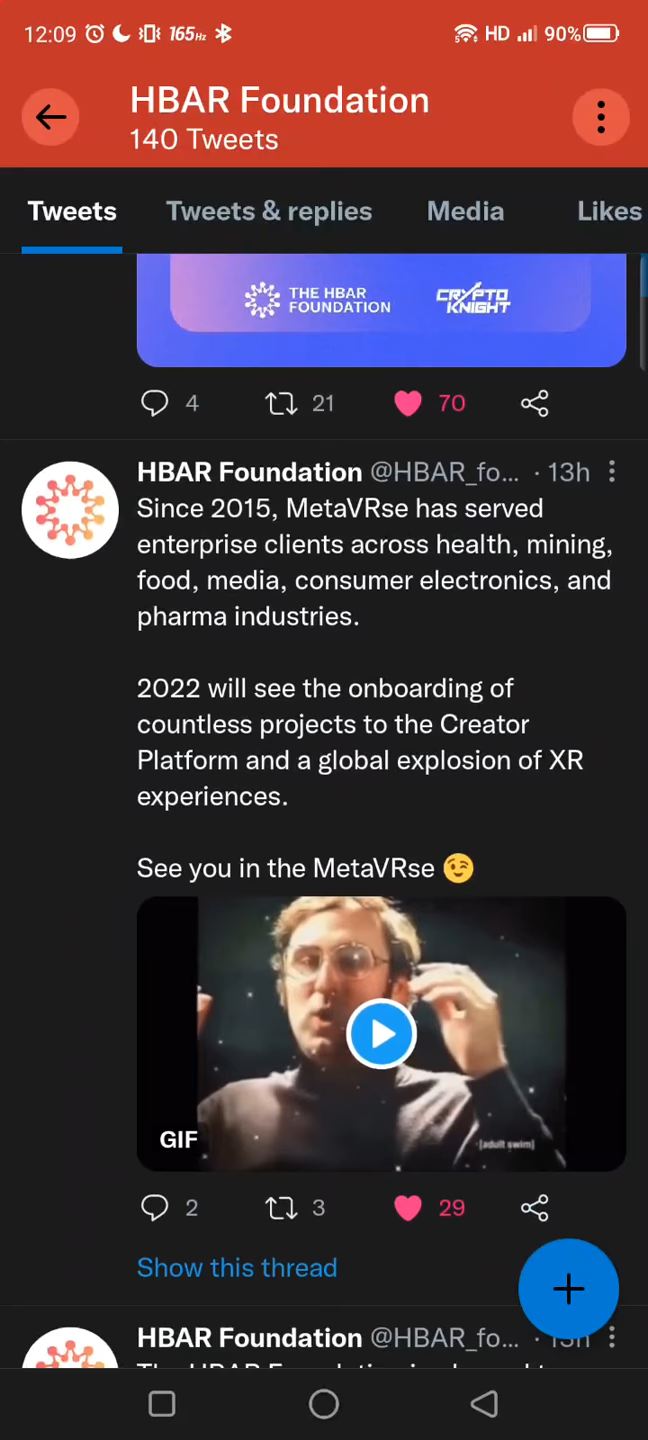 12:09 165Hz HD 90%
HBAR Foundation
140 Tweets
Tweets Tweets & replies Media Likes
THE HBAR FOUNDATION
CRYPTO KNIGHT
4 21 70
HBAR Foundation @HBAR_fo... · 13h
Since 2015, MetaVRse has served
enterprise clients across health, mining,
food, media, consumer electronics, and
pharma industries.
2022 will see the onboarding of
countless projects to the Creator
Platform and a global explosion of XR
experiences.
See you in the MetaVRse 😉
GIF
[adult swim]
2 3 29
Show this thread
HBAR Foundation @HBAR_fo... · 13h